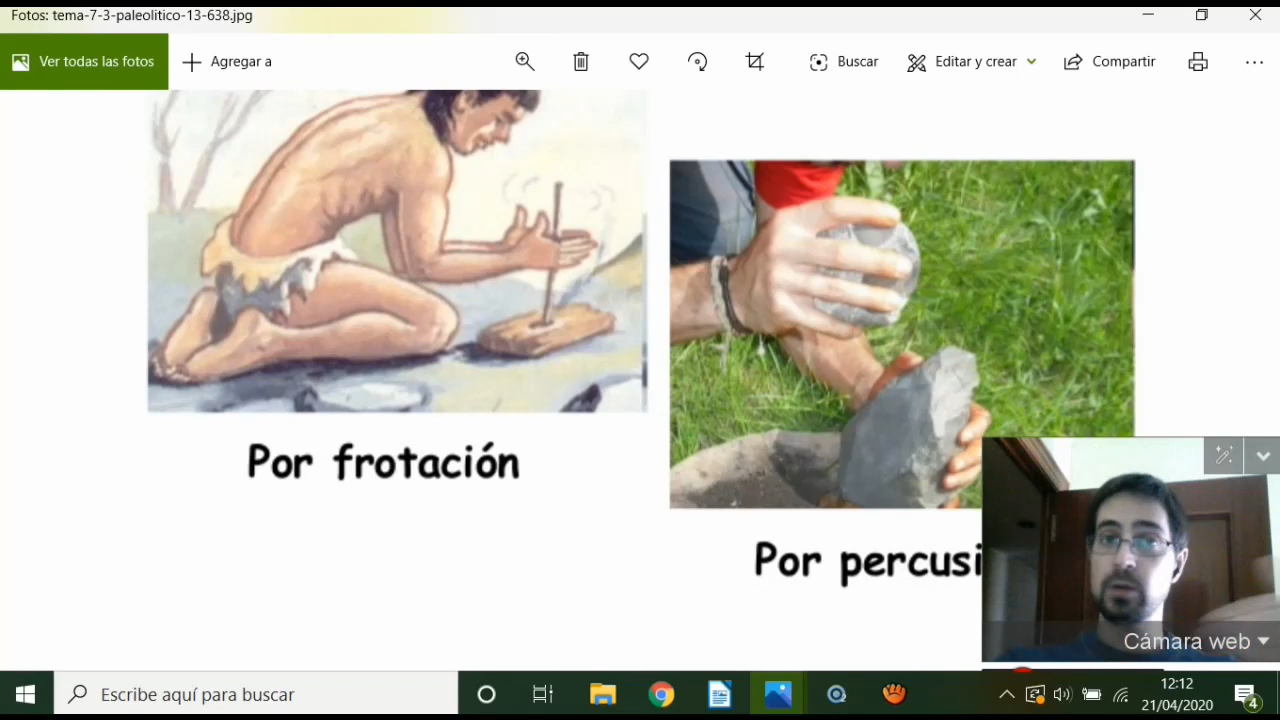 Fotos: tema-7-3-paleolitico-13-638.jpg
Ver todas las fotos
Agregar a
Buscar
Editar y crear
Compartir
Por frotación
Por percusi
Cámara web
Escribe aquí para buscar
12:12
21/04/2020
4